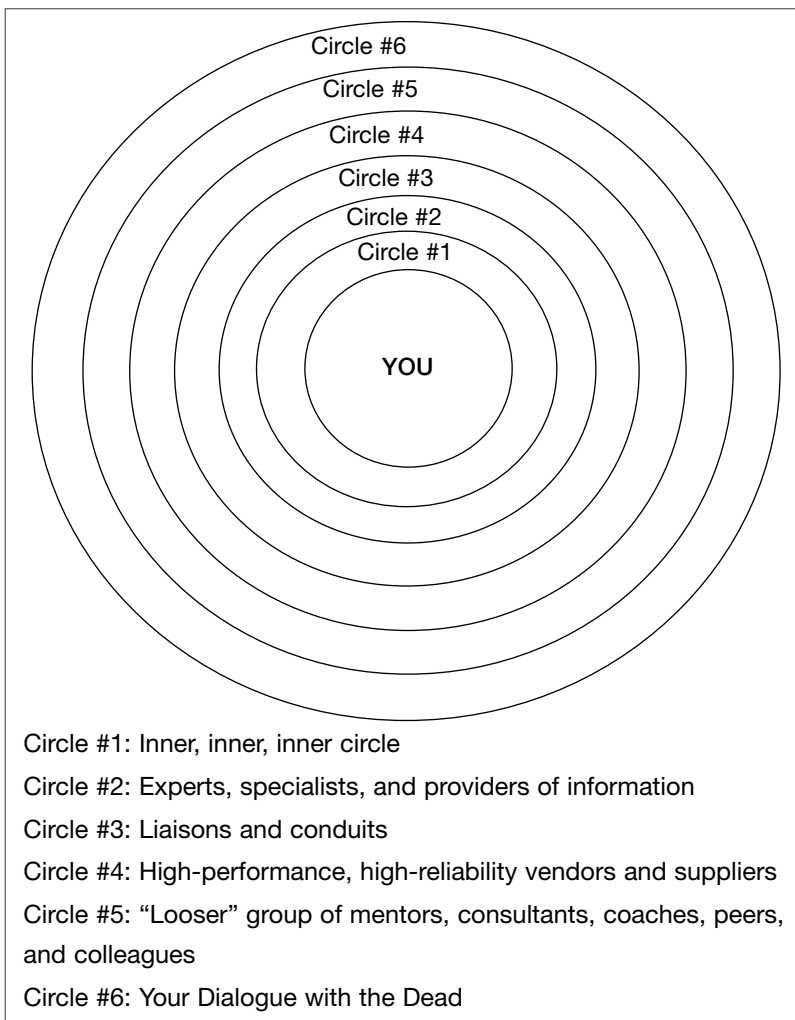 Circle #6
Circle #5
Circle #4
Circle #3
Circle #2
Circle #1
YOU
Circle #1: Inner, inner, inner circle
Circle #2: Experts, specialists, and providers of information
Circle #3: Liaisons and conduits
Circle #4: High-performance, high-reliability vendors and suppliers
Circle #5: “Looser” group of mentors, consultants, coaches, peers,
and colleagues
Circle #6: Your Dialogue with the Dead